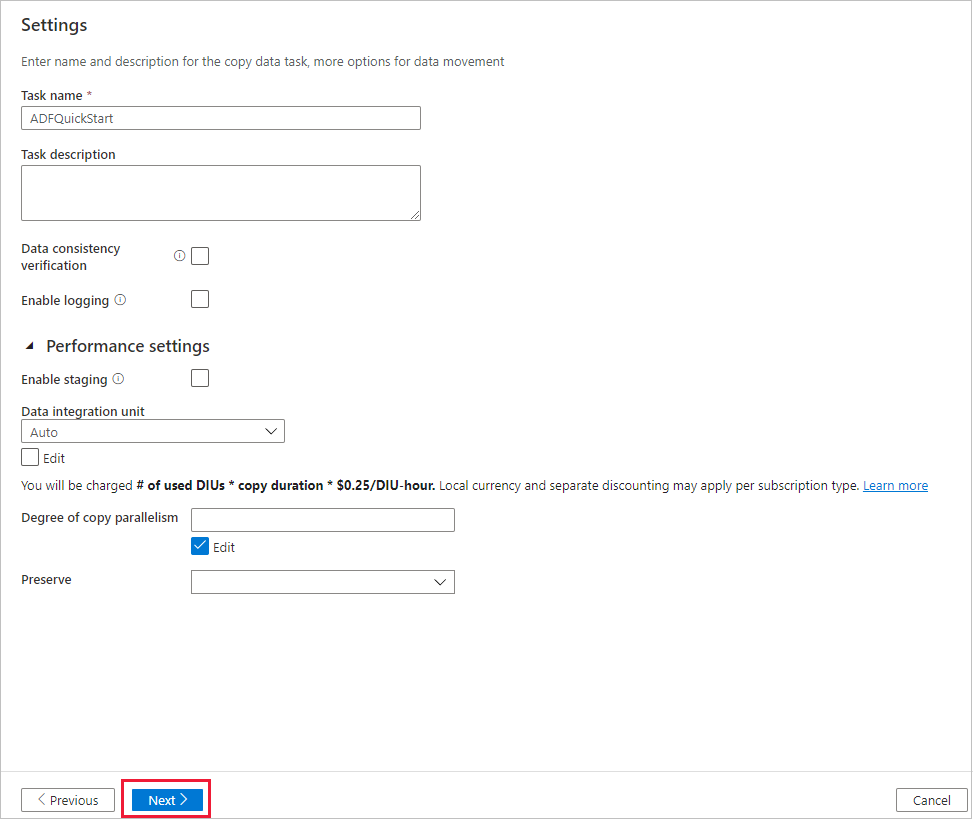 Settings
Enter name and description for the copy data task, more options for data movement
Task name *
ADFQuickStart
Task description
Data consistency
verification
Enable logging
Performance settings
Enable staging
Data integration unit
Auto
Edit
You will be charged # of used DIUs * copy duration * $0.25/DIU-hour. Local currency and separate discounting may apply per subscription type. Learn more
Degree of copy parallelism
Edit
Preserve
Previous
Next
Cancel